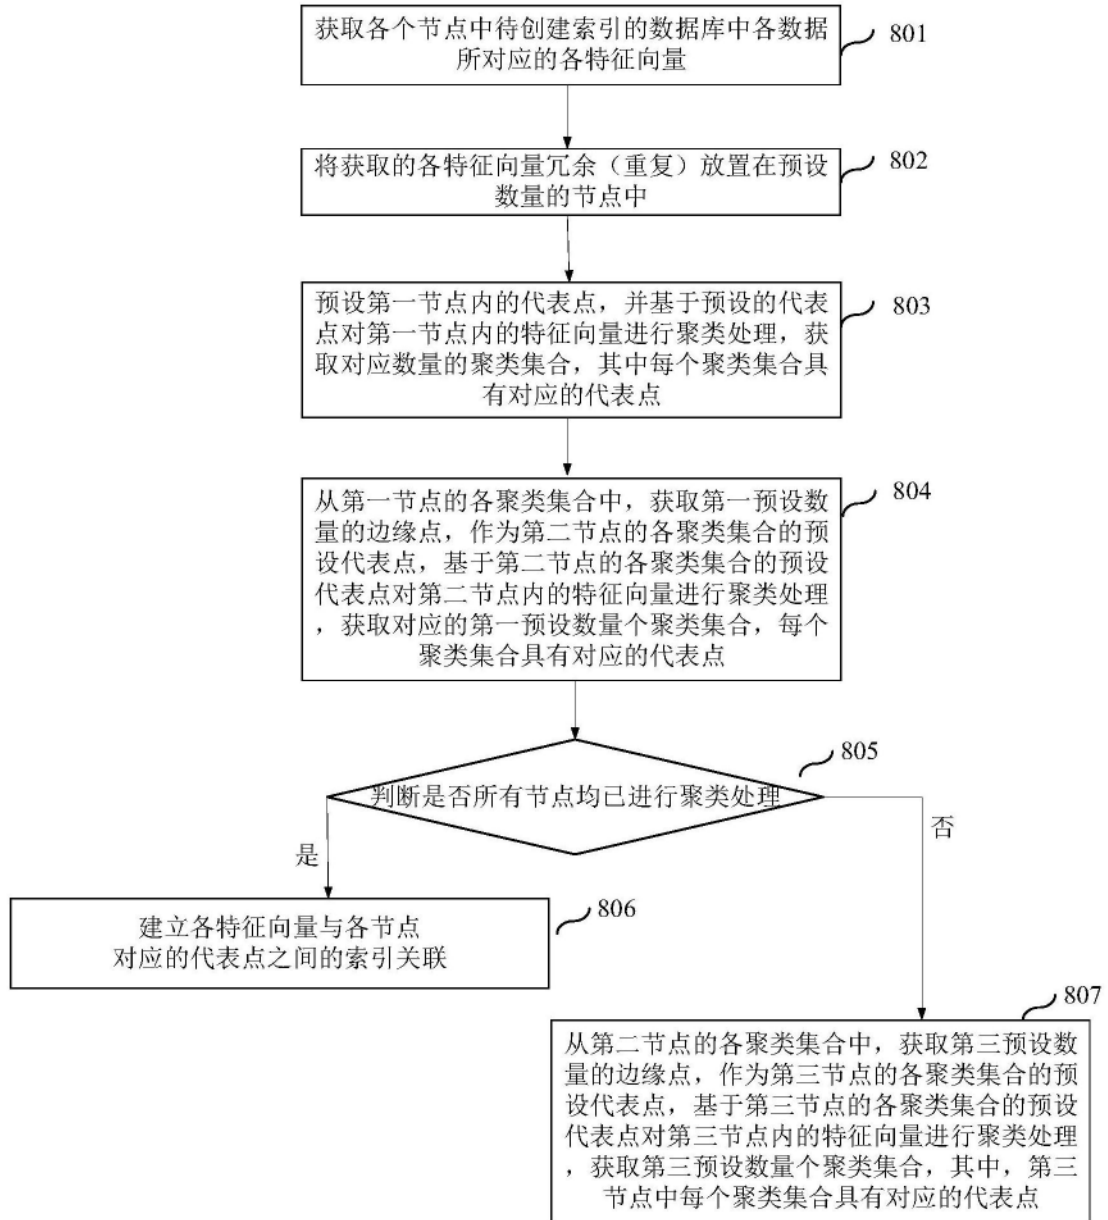 获取各个节点中待创建索引的数据库中各数据
所对应的各特征向量
801
将获取的各特征向量冗余（重复）放置在预设
数量的节点中
802
预设第一节点内的代表点，并基于预设的代表
点对第一节点内的特征向量进行聚类处理，获
取对应数量的聚类集合，其中每个聚类集合具
有对应的代表点
803
从第一节点的各聚类集合中，获取第一预设数
量的边缘点，作为第二节点的各聚类集合的预
设代表点，基于第二节点的各聚类集合的预设
代表点对第二节点内的特征向量进行聚类处理
，获取对应的第一预设数量个聚类集合，每个
聚类集合具有对应的代表点
804
判断是否所有节点均已进行聚类处理
805
是
否
建立各特征向量与各节点
对应的代表点之间的索引关联
806
从第二节点的各聚类集合中，获取第三预设数
量的边缘点，作为第三节点的各聚类集合的预
设代表点，基于第三节点的各聚类集合的预设
代表点对第三节点内的特征向量进行聚类处理
，获取第三预设数量个聚类集合，其中，第三
节点中每个聚类集合具有对应的代表点
807